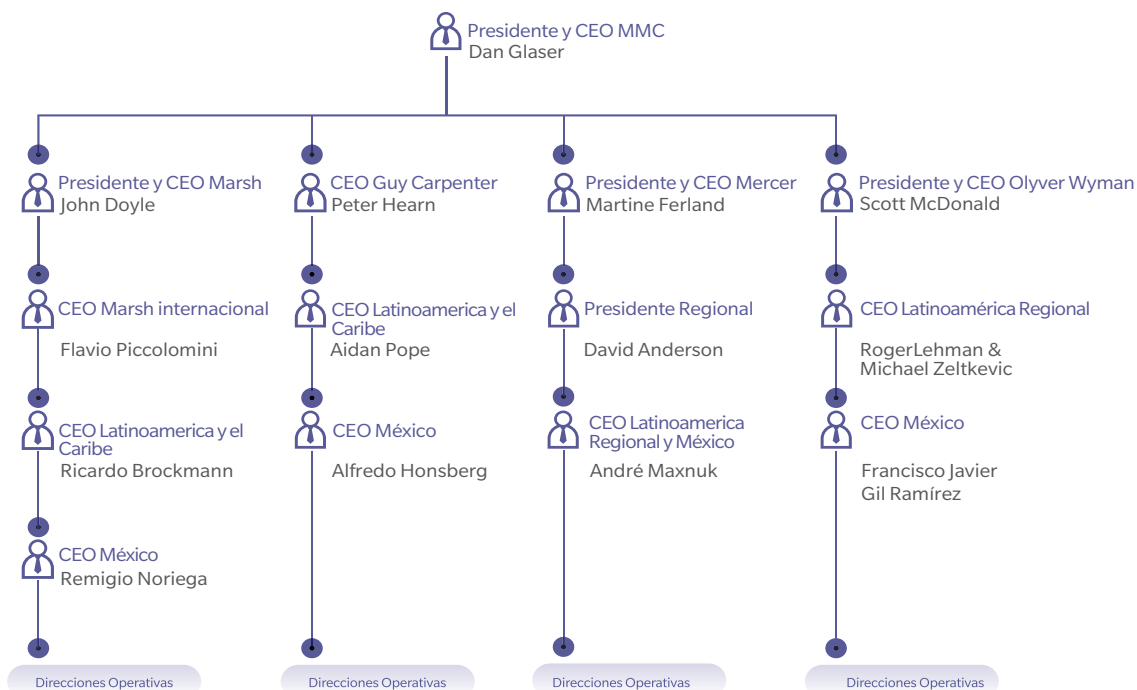 Presidente y CEO MMC
Dan Glaser
Presidente y CEO Marsh
John Doyle
CEO Guy Carpenter
Peter Hearn
Presidente y CEO Mercer
Martine Ferland
Presidente y CEO Olyver Wyman
Scott McDonald
CEO Marsh internacional
Flavio Piccolomini
CEO Latinoamerica y el
Caribe
Aidan Pope
Presidente Regional
David Anderson
CEO Latinoamérica Regional
RogerLehman &
Michael Zeltkevic
CEO Latinoamerica y el
Caribe
Ricardo Brockmann
CEO México
Alfredo Honsberg
CEO Latinoamerica
Regional y México
André Maxnuk
CEO México
Francisco Javier
Gil Ramírez
CEO México
Remigio Noriega
Direcciones Operativas
Direcciones Operativas
Direcciones Operativas
Direcciones Operativas